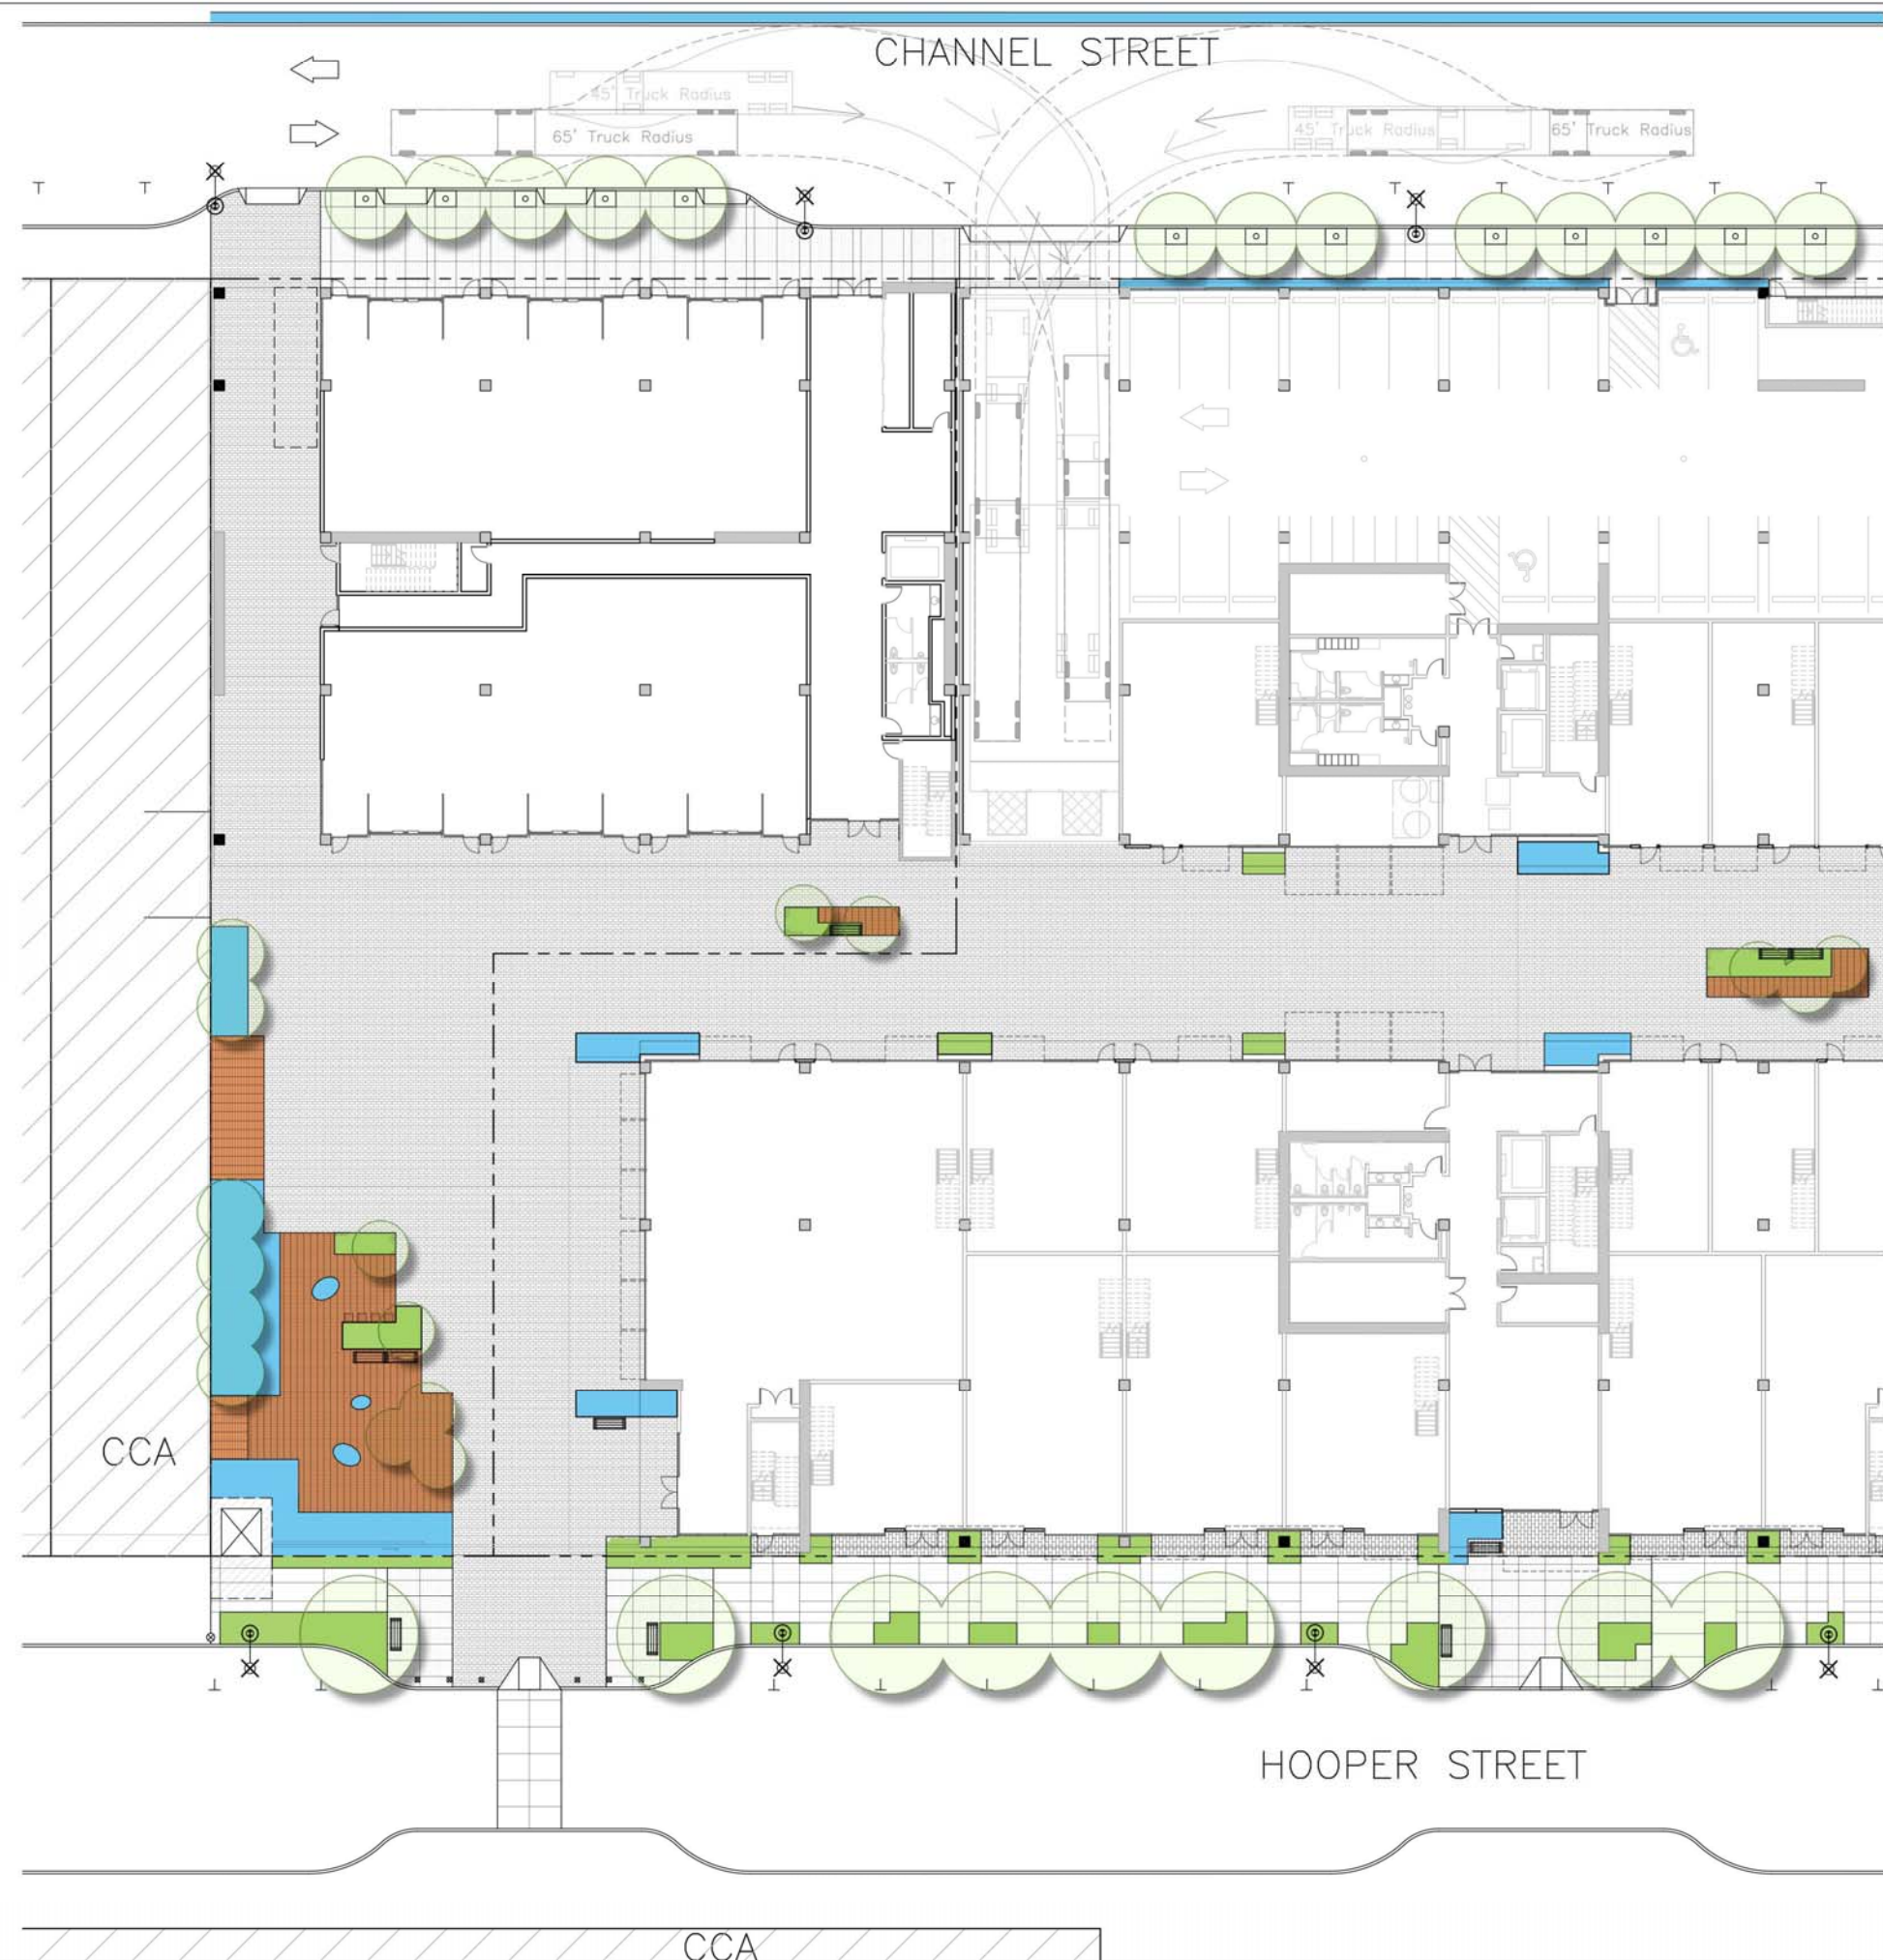 CHANNEL STREET
45' Truck Radius
65' Truck Radius
45' Truck Radius
65' Truck Radius
CCA
HOOPER STREET
CCA